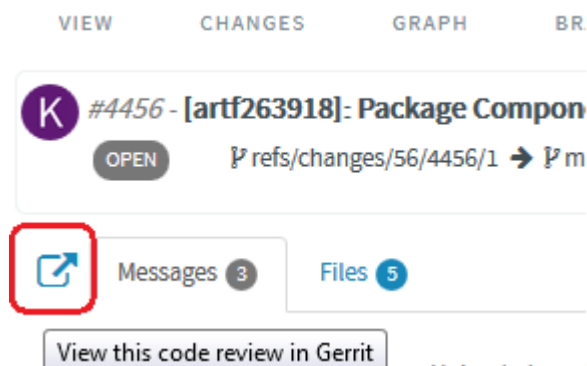 VIEW CHANGES GRAPH
K #4456 - [artf263918]: Package
OPEN refs/changes/56/4456/1
Messages 3 Files 5
View this code review in Gerrit